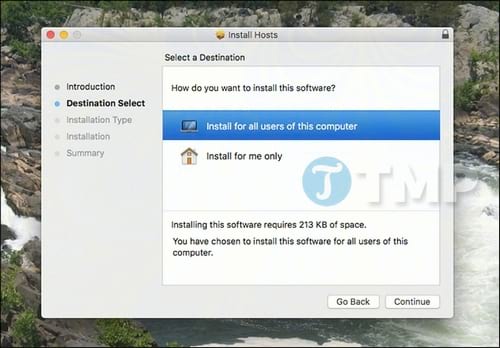 Install Hosts
Select a Destination
Introduction
Destination Select
Installation Type
Installation
Summary
How do you want to install this software?
Install for all users of this computer
Install for me only
TMP
Installing this software requires 213 KB of space.
You have chosen to install this software for all users of this
computer.
Go Back
Continue